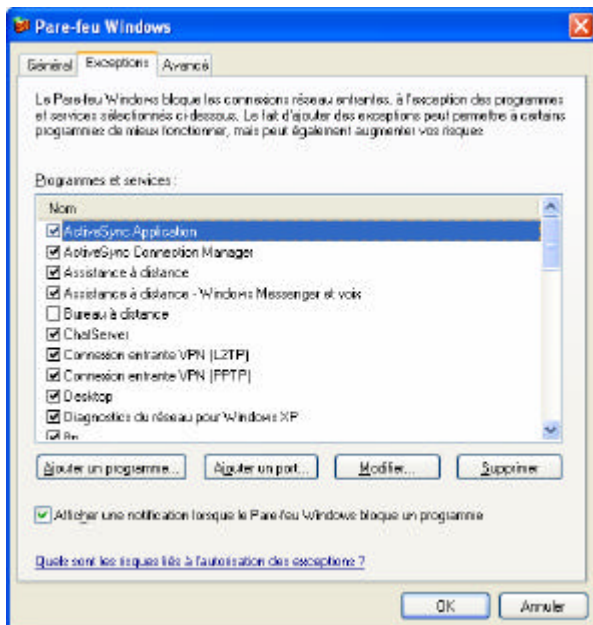 Pare-feu Windows
Général Exceptions Avancé
Le Pare-feu Windows bloque les connexions réseau entrantes, à l'exception des programmes
et services sélectionnés ci-dessous. Le fait d'ajouter des exceptions peut permettre à certains
programmes de mieux fonctionner, mais peut également augmenter vos risques.
Programmes et services :
Nom
ActiveSync Application
ActiveSync Connection Manager
Assistance à distance
Assistance à distance - Windows Messenger et voix
Bureau à distance
ChatServer
Connexion entrante VPN (L2TP)
Connexion entrante VPN (PPTP)
Desktop
Diagnostics du réseau pour Windows XP
Ajouter un programme... Ajouter un port... Modifier... Supprimer
Afficher une notification lorsque le Pare-feu Windows bloque un programme
Quels sont les risques liés à l'autorisation des exceptions ?
OK Annuler